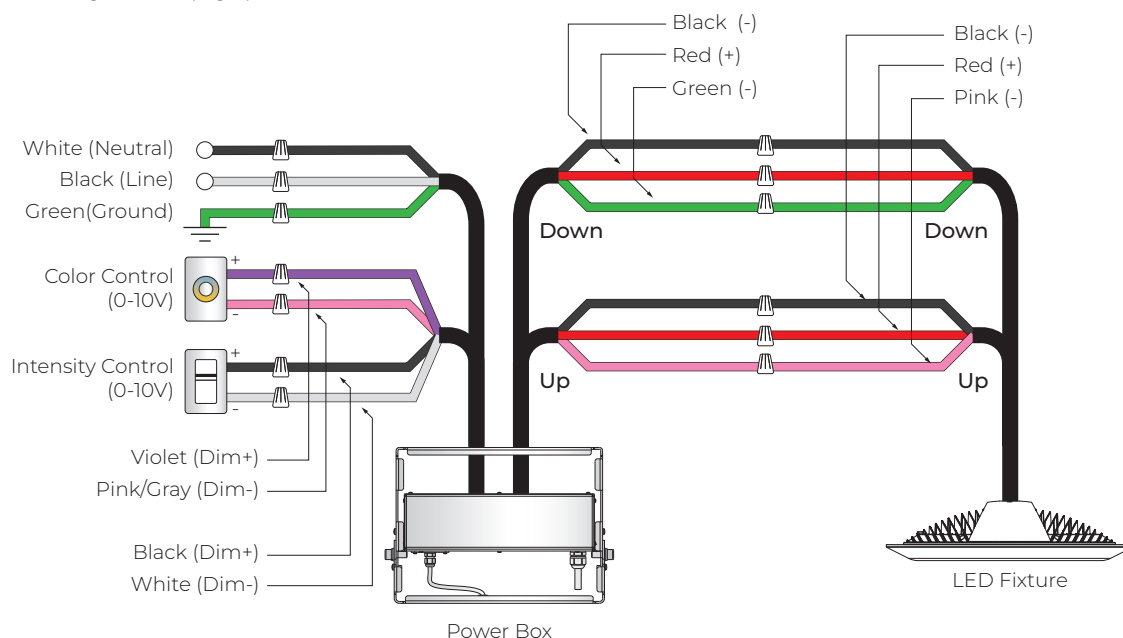 Black (-)
Red (+)
Green (-)
Black (-)
Red (+)
Pink (-)
White (Neutral)
Black (Line)
Green(Ground)
Down
Down
Color Control
(0-10V)
+
-
Intensity Control
(0-10V)
+
-
Up
Up
Violet (Dim+)
Pink/Gray (Dim-)
Black (Dim+)
White (Dim-)
LED Fixture
Power Box